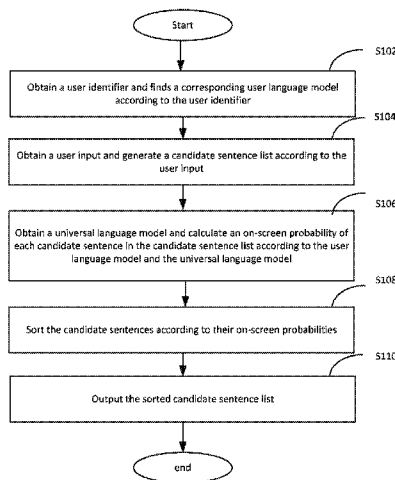 Start
S102
Obtain a user identifier and finds a corresponding user language model
according to the user identifier
S104
Obtain a user input and generate a candidate sentence list according to the
user input
S106
Obtain a universal language model and calculate an on-screen probability of
each candidate sentence in the candidate sentence list according to the user
language model and the universal language model
S108
Sort the candidate sentences according to their on-screen probabilities
S110
Output the sorted candidate sentence list
end